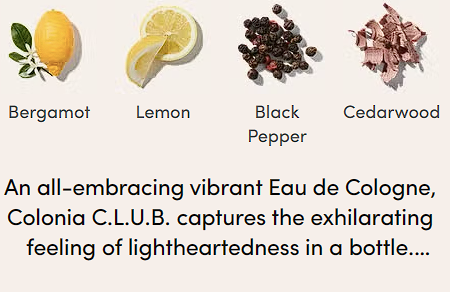 Bergamot
Lemon
Black
Pepper
Cedarwood
An all-embracing vibrant Eau de Cologne,
Colonia C.L.U.B. captures the exhilarating
feeling of lightheartedness in a bottle....